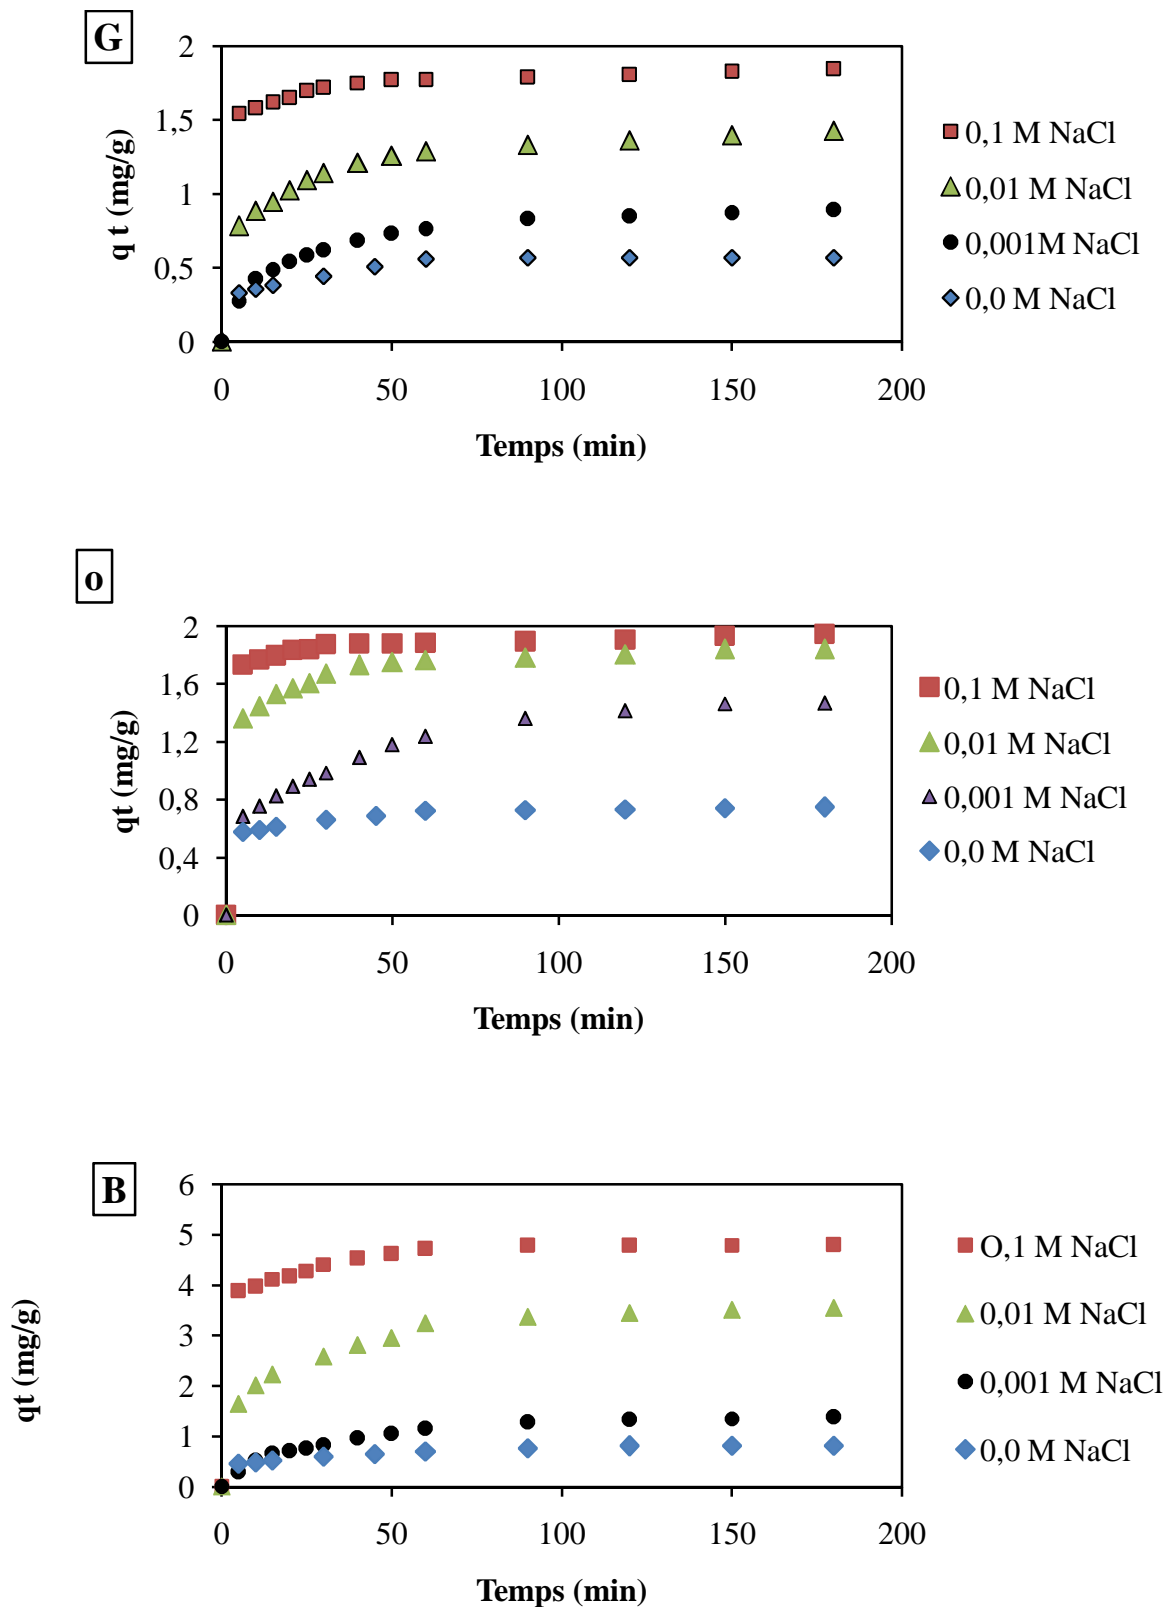 G
2
1,5
1
0,5
0
q t (mg/g)
0 50 100 150 200
Temps (min)
0,1 M NaCl
0,01 M NaCl
0,001M NaCl
0,0 M NaCl
o
2
1,6
1,2
0,8
0,4
0
qt (mg/g)
0 50 100 150 200
Temps (min)
0,1 M NaCl
0,01 M NaCl
0,001 M NaCl
0,0 M NaCl
B
6
5
4
3
2
1
0
qt (mg/g)
0 50 100 150 200
Temps (min)
O,1 M NaCl
0,01 M NaCl
0,001 M NaCl
0,0 M NaCl